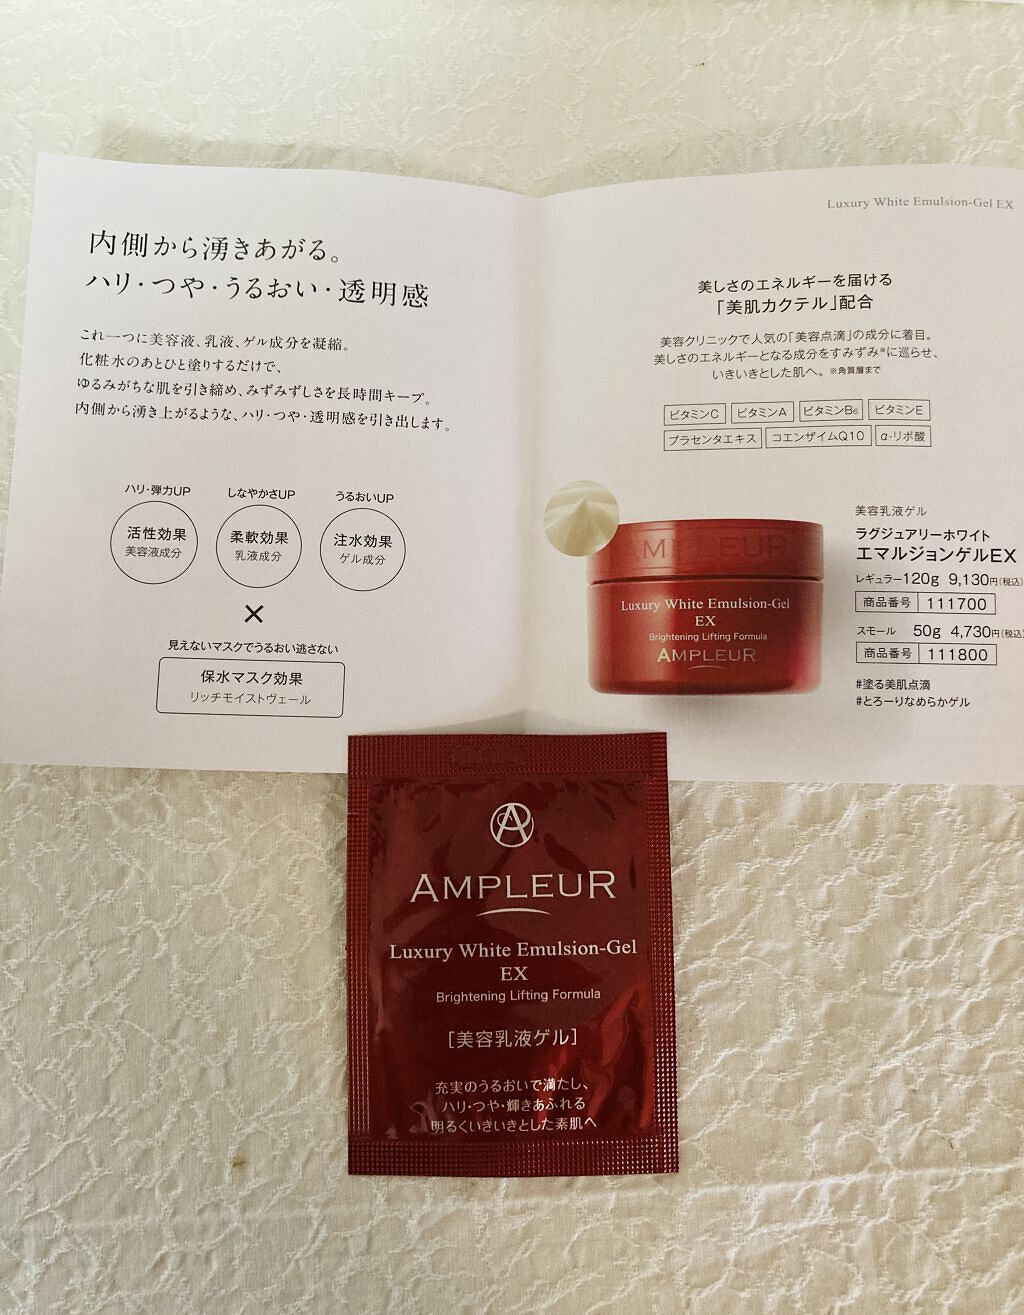 内側から湧きあがる。
ハリ・つや・うるおい・透明感
これ一つに美容液、乳液、ゲル成分を凝縮。
化粧水のあとひと塗りするだけで、
ゆるみがちな肌を引き締め、みずみずしさを長時間キープ。
内側から湧き上がるような、ハリ・つや・透明感を引き出します。
ハリ・弾力UP
活性効果
美容液成分
しなやかさUP
柔軟効果
乳液成分
うるおいUP
注水効果
ゲル成分
×
見えないマスクでうるおい逃さない
保水マスク効果
リッチモイストヴェール
Luxury White Emulsion-Gel EX
美しさのエネルギーを届ける
「美肌カクテル」配合
美容クリニックで人気の「美容点滴」の成分に着目。
美しさのエネルギーとなる成分をすみずみ※に巡らせ、
いきいきとした肌へ。 ※角質層まで
ビタミンC ビタミンA ビタミンB6 ビタミンE
プラセンタエキス コエンザイムQ10 α-リポ酸
AMPLEUR
Luxury White Emulsion-Gel
EX
Brightening Lifting Formula
AMPLEUR
美容乳液ゲル
ラグジュアリーホワイト
エマルジョンゲルEX
レギュラー120g 9,130円(税込)
商品番号 111700
スモール 50g 4,730円(税込)
商品番号 111800
#塗る美肌点滴
#とろーりなめらかゲル
AMPLEUR
Luxury White Emulsion-Gel
EX
Brightening Lifting Formula
[美容乳液ゲル]
充実のうるおいで満たし、
ハリ・つや・輝きあふれる
明るくいきいきとした素肌へ